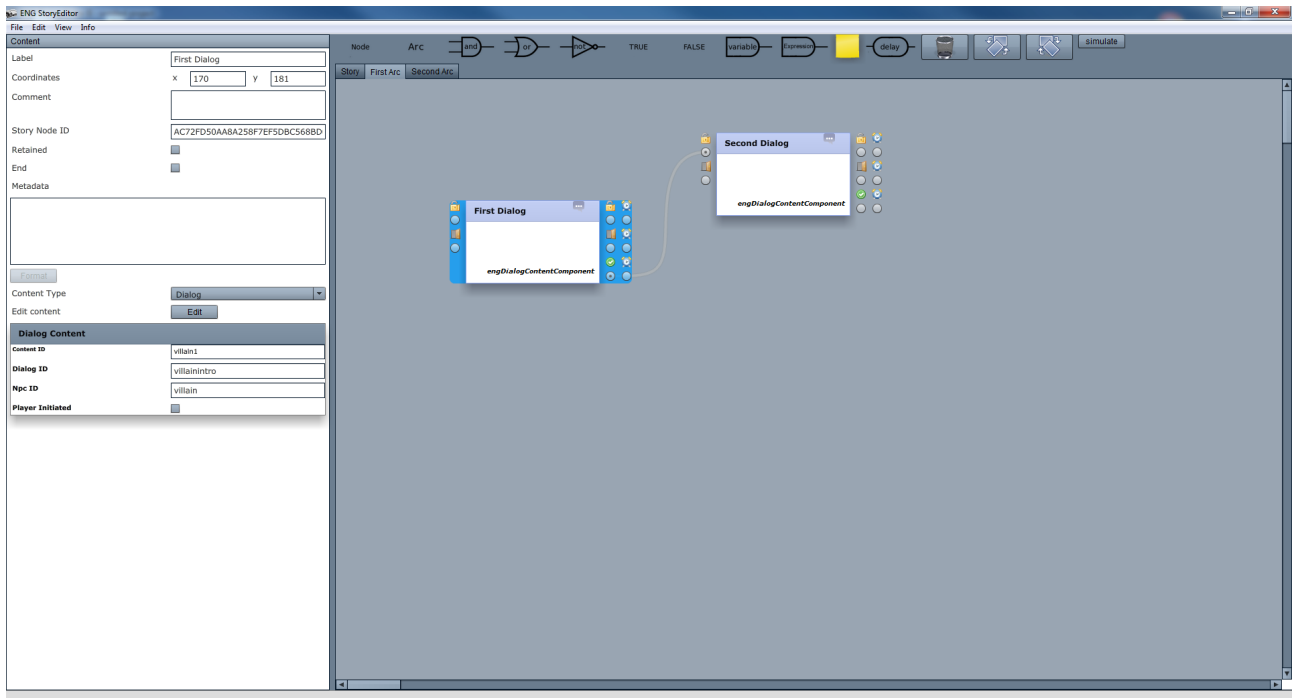 ENG StoryEditor
File Edit View Info
Content
Label First Dialog
Coordinates x 170 y 181
Comment
Story Node ID AC72FD50AA8A258F7EF5DBC568BD
Retained
End
Metadata
Format
Content Type Dialog
Edit content Edit
Dialog Content
Content ID villain1
Dialog ID villainintro
Npc ID villain
Player Initiated
Node Arc and or not TRUE FALSE variable Expression delay simulate
Story First Arc Second Arc
Second Dialog
engDialogContentComponent
First Dialog
engDialogContentComponent